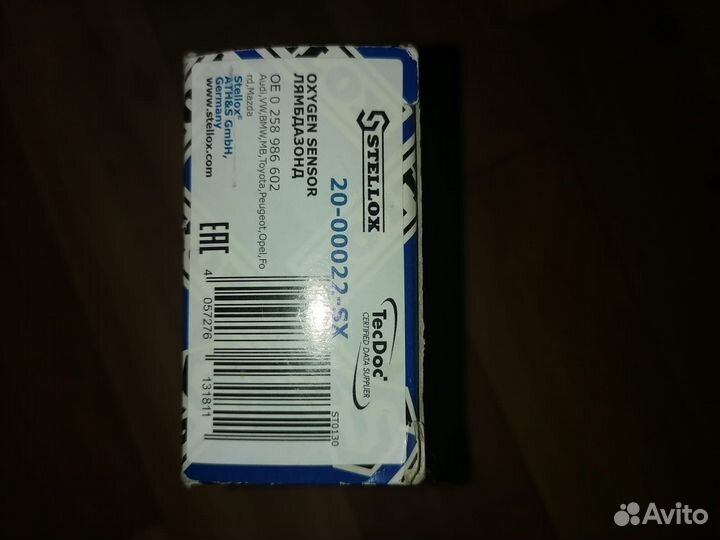 STELLOX
TecDoc
CERTIFIED DATA SUPPLIER
20-00022-SX
OXYGEN SENSOR
ЛЯМБДАЗОНД
OE 0 258 986 602
Audi,VW,BMW,MB,Toyota,Peugeot,Opel,Fo
rd,Mazda
Stellox®
ATH&S GmbH,
Germany
www.stellox.com
EAC
4 057276 131811
ST0130
Avito